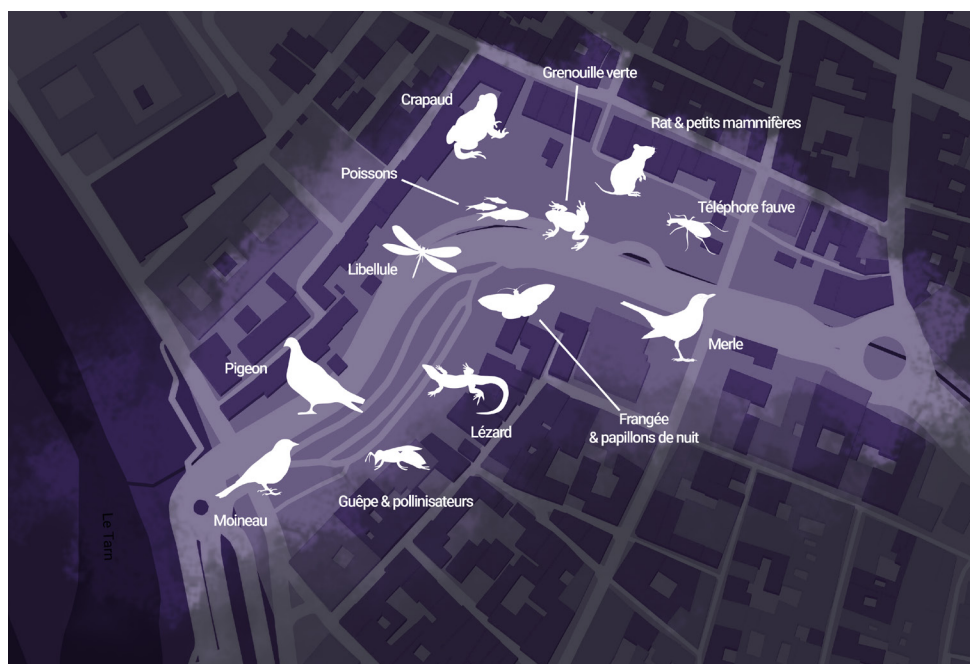 Grenouille verte
Crapaud
Rat & petits mammifères
Poissons
Téléphore fauve
Libellule
Merle
Pigeon
Frangée
& papillons de nuit
Lézard
Guêpe & pollinisateurs
Moineau
Le Tarn